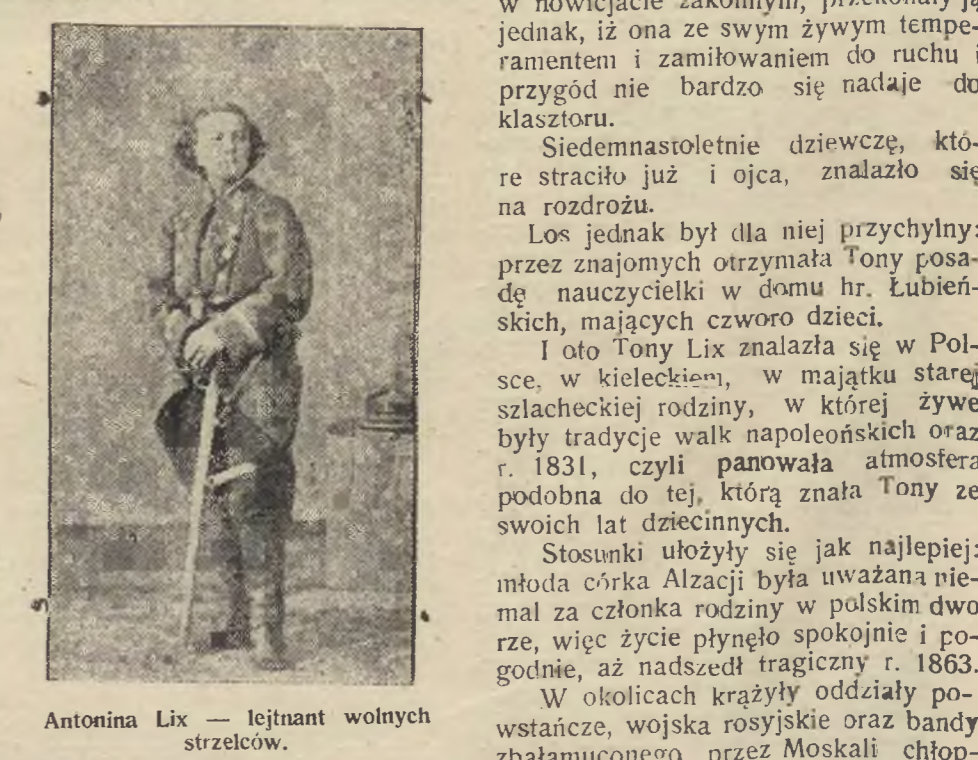 Antonina Lix — lejtnant wolnych
strzelców.
w nowicjacie zakonnym, przekonały ją
jednak, iż ona ze swym żywym tempe-
ramentem i zamiłowaniem do ruchu i
przygód nie bardzo się nadaje do
klasztoru.
Siedemnastoletnie dziewczę, któ-
re straciło już i ojca, znalazło się
na rozdrożu.
Los jednak był dla niej przychylny:
przez znajomych otrzymała Tony posa-
dę nauczycielki w domu hr. Łubień-
skich, mających czworo dzieci.
I oto Tony Lix znalazła się w Pol-
sce, w kieleckiem, w majątku starej
szlacheckiej rodziny, w której żywe
były tradycje walk napoleońskich oraz
r. 1831, czyli panowała atmosfera
podobna do tej, którą znała Tony ze
swoich lat dziecinnych.
Stosunki ułożyły się jak najlepiej:
młoda córka Alzacji była uważana nie-
mal za członka rodziny w polskim dwo
rze, więc życie płynęło spokojnie i po-
godnie, aż nadszedł tragiczny r. 1863.
W okolicach krążyły oddziały po-
wstańcze, wojska rosyjskie oraz bandy
zbałamuconego przez Moskali chłop-